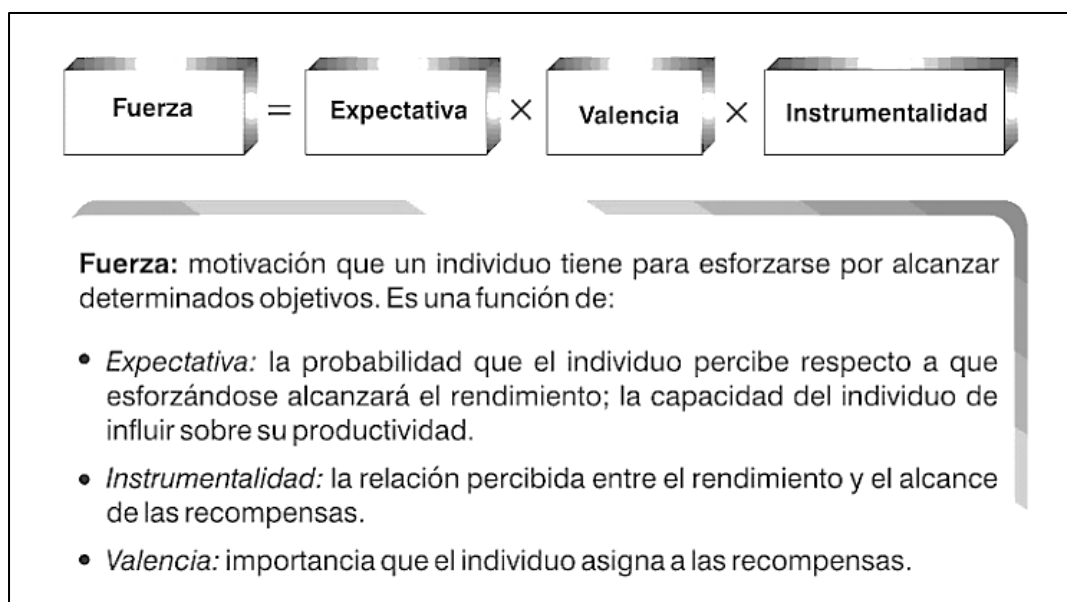 Fuerza = Expectativa × Valencia × Instrumentalidad
Fuerza: motivación que un individuo tiene para esforzarse por alcanzar
determinados objetivos. Es una función de:
• Expectativa: la probabilidad que el individuo percibe respecto a que
esforzándose alcanzará el rendimiento; la capacidad del individuo de
influir sobre su productividad.
• Instrumentalidad: la relación percibida entre el rendimiento y el alcance
de las recompensas.
• Valencia: importancia que el individuo asigna a las recompensas.